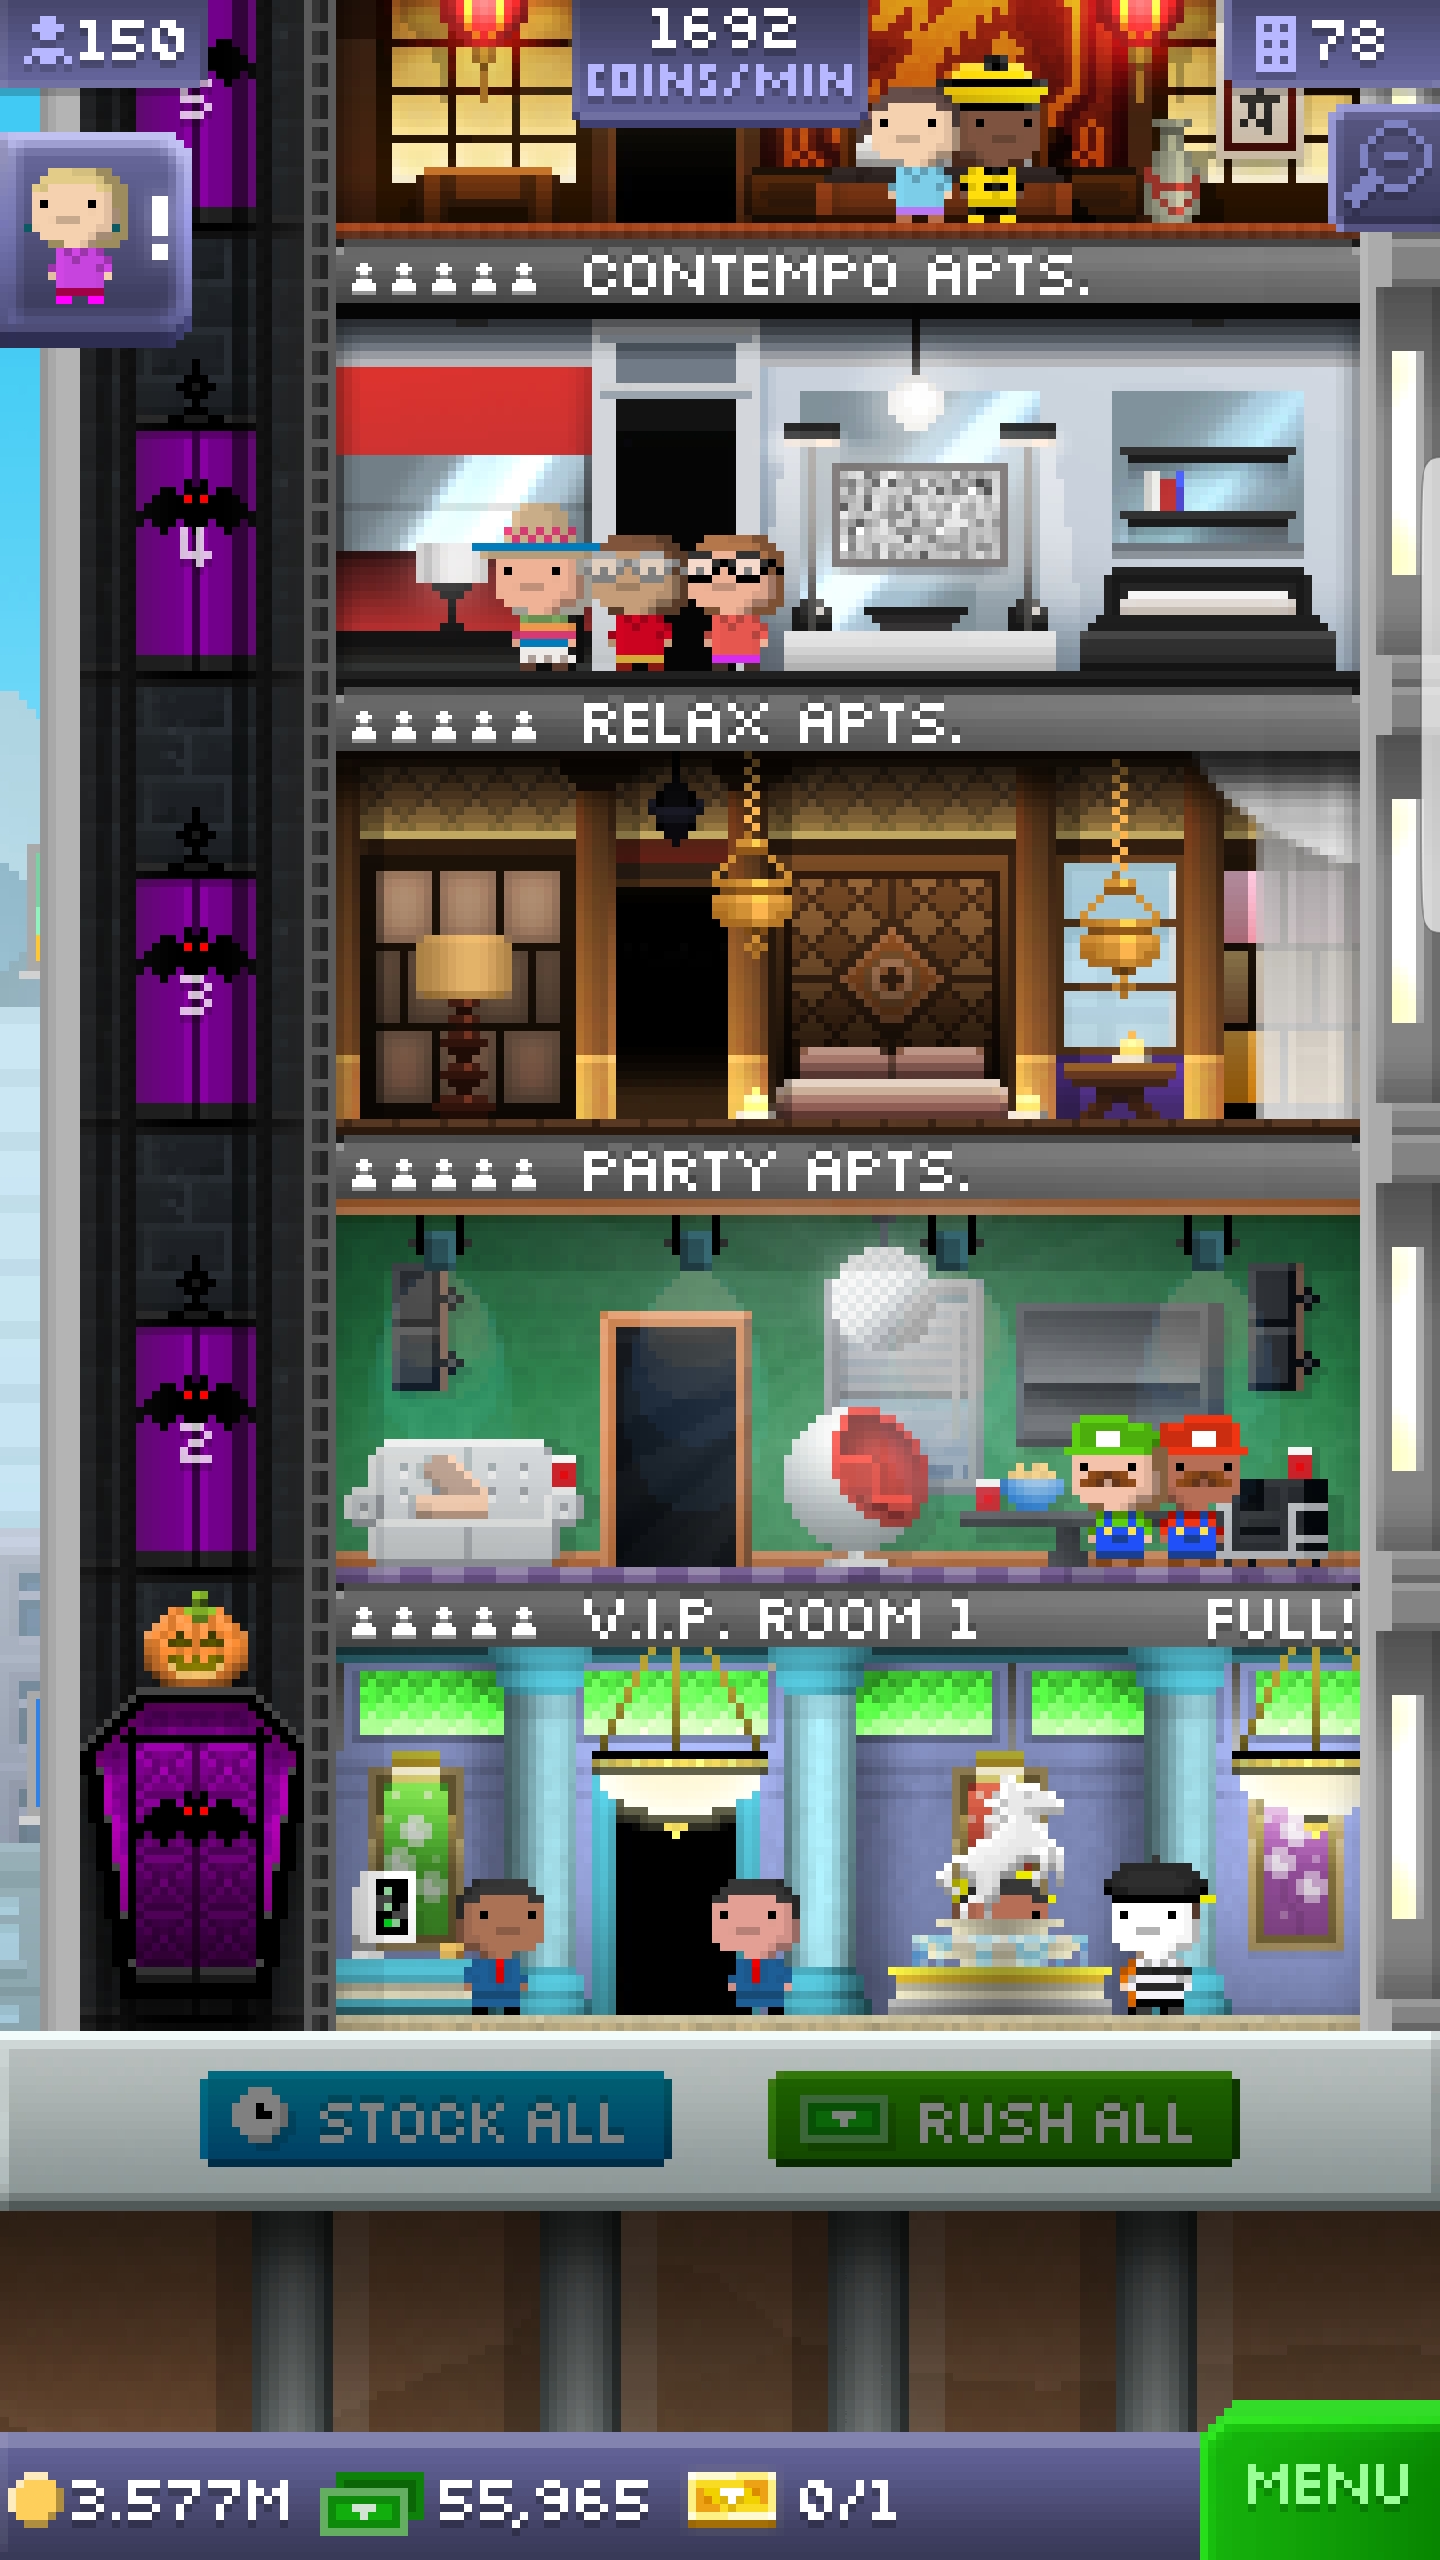 150
1692
COINS/MIN
78
5
!
CONTEMPO APTS.
4
RELAX APTS.
3
PARTY APTS.
2
V.I.P. ROOM 1 FULL!
STOCK ALL
RUSH ALL
3.577M 55,965 0/1
MENU